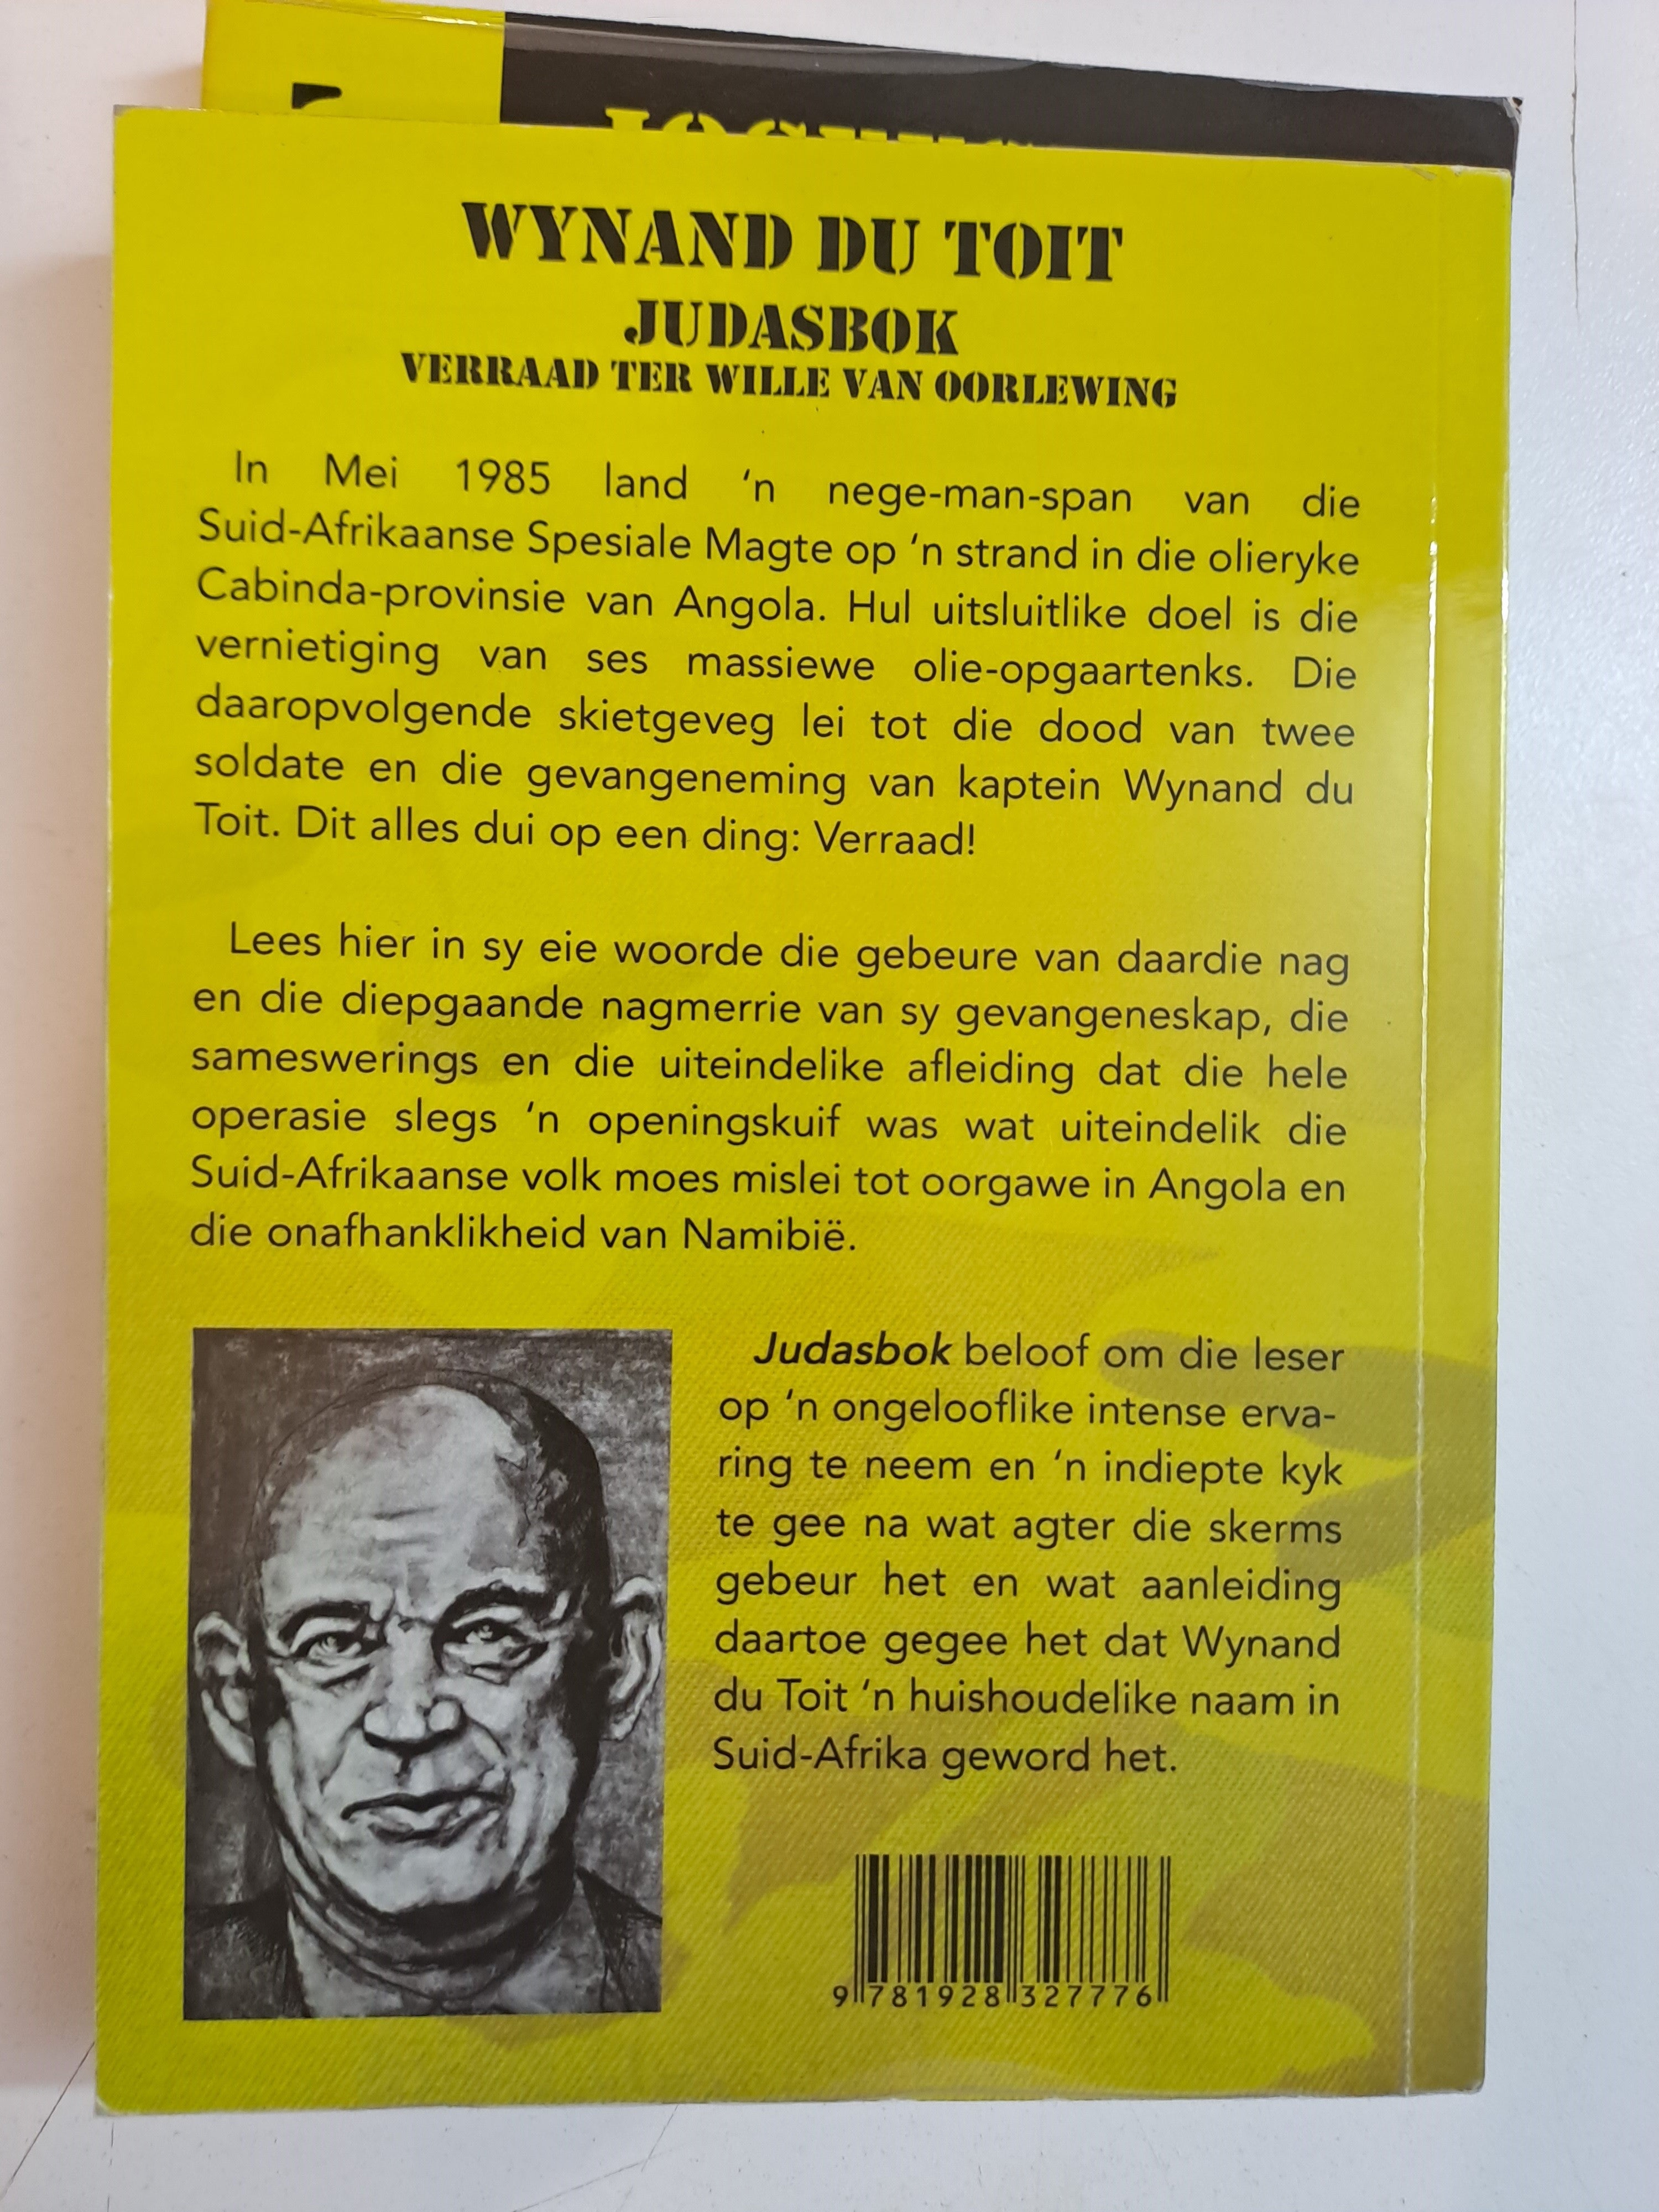 WYNAND DU TOIT
JUDASBOK
VERRAAD TER WILLE VAN OORLEWING
In Mei 1985 land ‘n nege-man-span van die
Suid-Afrikaanse Spesiale Magte op ‘n strand in die olieryke
Cabinda-provinsie van Angola. Hul uitsluitlike doel is die
vernietiging van ses massiewe olie-opgaartenks. Die
daaropvolgende skietgeveg lei tot die dood van twee
soldate en die gevangeneming van kaptein Wynand du
Toit. Dit alles dui op een ding: Verraad!
Lees hier in sy eie woorde die gebeure van daardie nag
en die diepgaande nagmerrie van sy gevangeneskap, die
sameswerings en die uiteindelike afleiding dat die hele
operasie slegs ‘n openingskuif was wat uiteindelik die
Suid-Afrikaanse volk moes mislei tot oorgawe in Angola en
die onafhanklikheid van Namibië.
Judasbok beloof om die leser
op ‘n ongelooflike intense erva-
ring te neem en ‘n indiepte kyk
te gee na wat agter die skerms
gebeur het en wat aanleiding
daartoe gegee het dat Wynand
du Toit ‘n huishoudelike naam in
Suid-Afrika geword het.
9 781928 327776